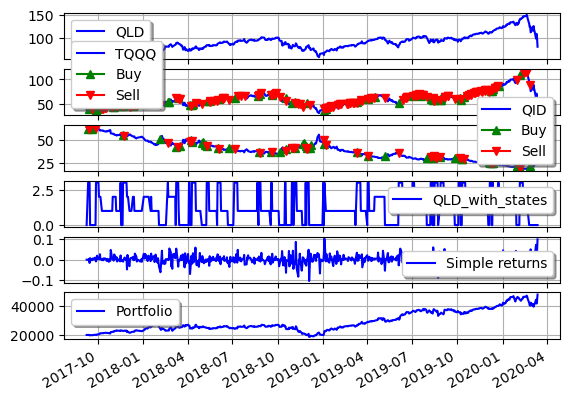 150
100
QLD
TQQQ
Buy
Sell
100
50
QID
Buy
Sell
50
25
2.5
0.0
QLD_with_states
0.1
0.0
-0.1
Simple returns
40000
20000
Portfolio
2017-10
2018-01
2018-04
2018-07
2018-10
2019-01
2019-04
2019-07
2019-10
2020-01
2020-04